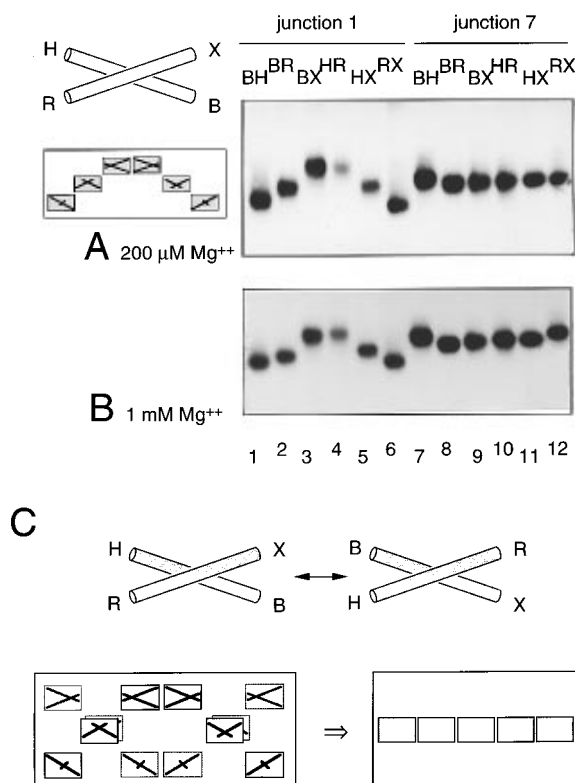 junction 1 junction 7
BH BR BX HR HX RX BH BR BX HR HX RX
H X
R B
A 200 µM Mg++
B 1 mM Mg++
1 2 3 4 5 6 7 8 9 10 11 12
C
H X B R
R B H X
⇒